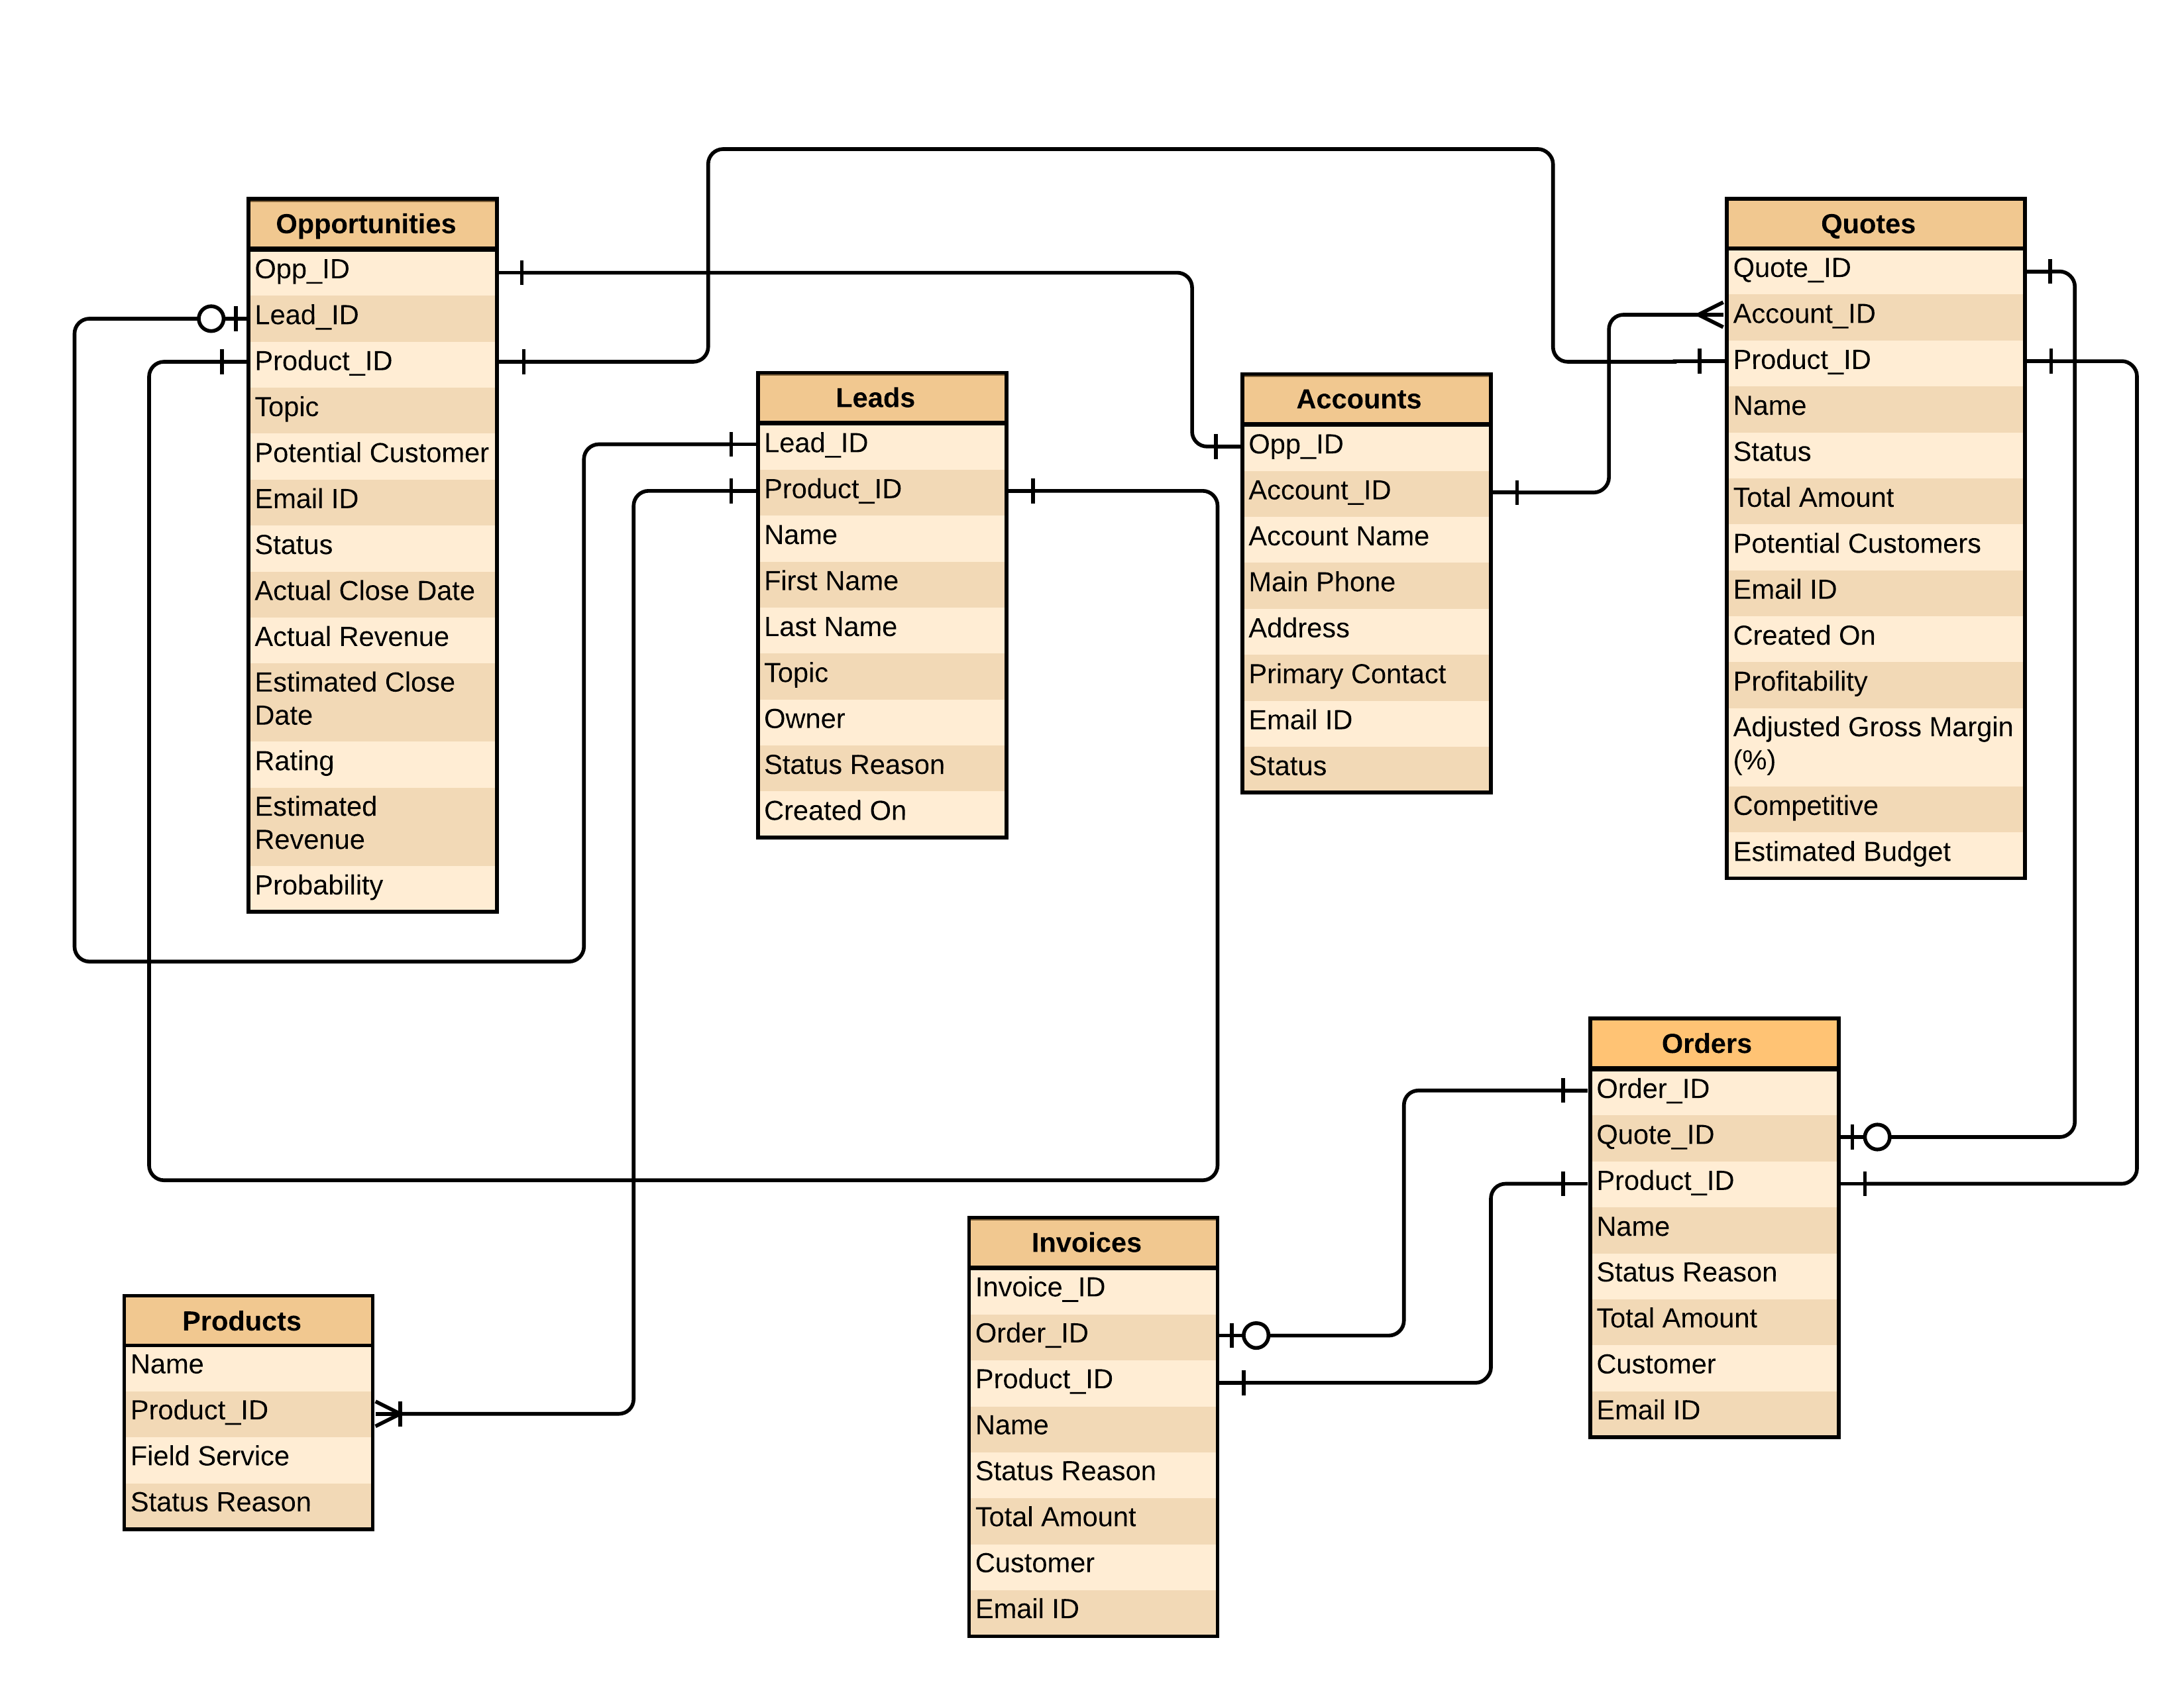 Opportunities
Opp_ID
Lead_ID
Product_ID
Topic
Potential Customer
Email ID
Status
Actual Close Date
Actual Revenue
Estimated Close
Date
Rating
Estimated
Revenue
Probability
Leads
Lead_ID
Product_ID
Name
First Name
Last Name
Topic
Owner
Status Reason
Created On
Accounts
Opp_ID
Account_ID
Account Name
Main Phone
Address
Primary Contact
Email ID
Status
Quotes
Quote_ID
Account_ID
Product_ID
Name
Status
Total Amount
Potential Customers
Email ID
Created On
Profitability
Adjusted Gross Margin
(%)
Competitive
Estimated Budget
Orders
Order_ID
Quote_ID
Product_ID
Name
Status Reason
Total Amount
Customer
Email ID
Invoices
Invoice_ID
Order_ID
Product_ID
Name
Status Reason
Total Amount
Customer
Email ID
Products
Name
Product_ID
Field Service
Status Reason